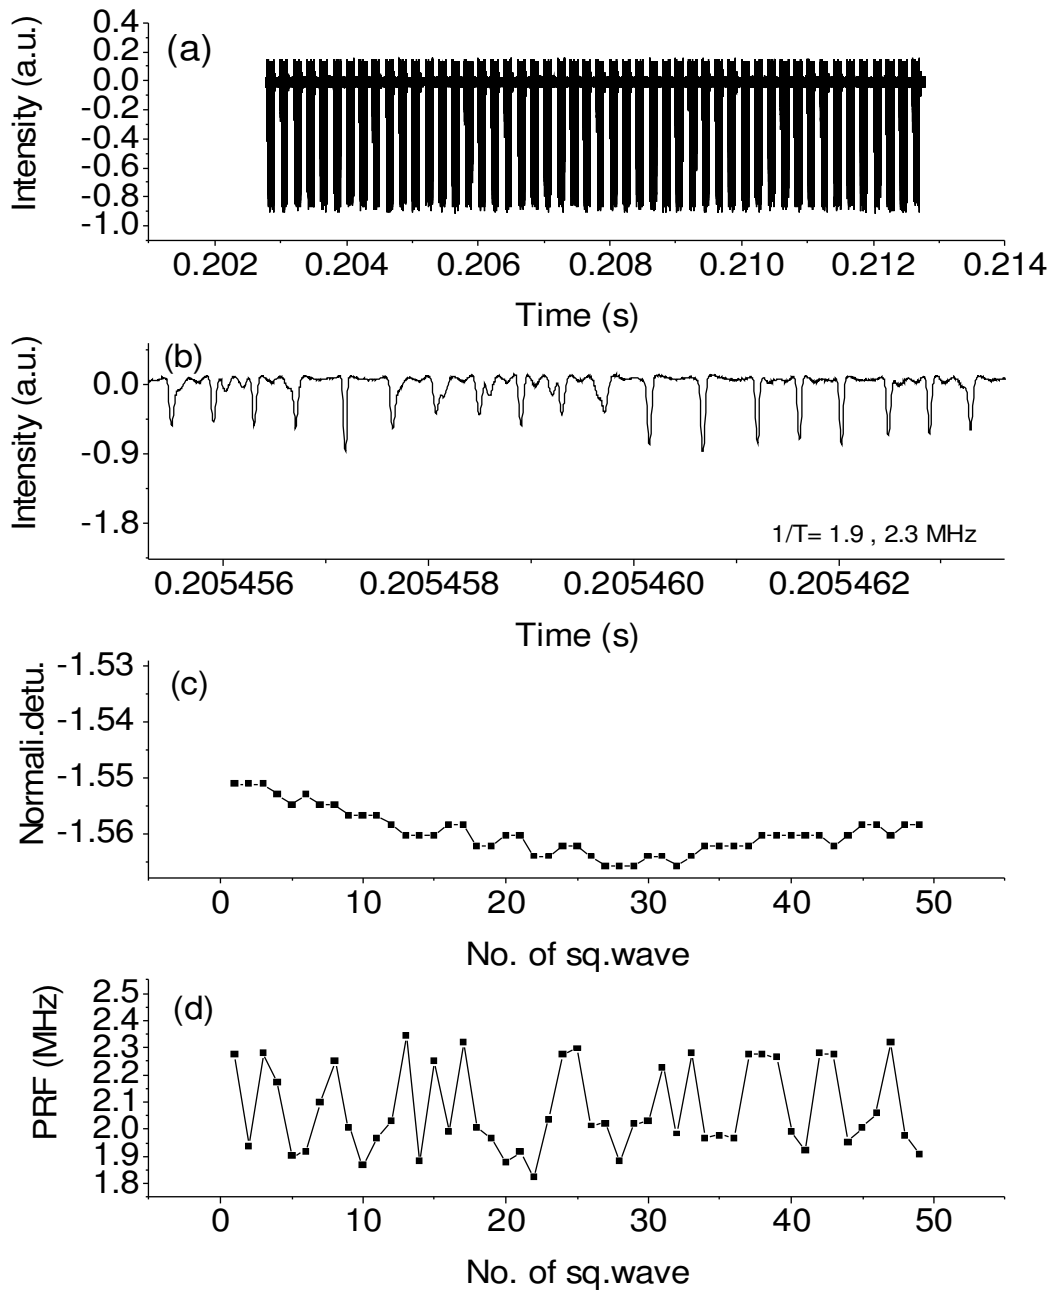 (a)
Intensity (a.u.)
0.4
0.2
0.0
-0.2
-0.4
-0.6
-0.8
-1.0
0.202 0.204 0.206 0.208 0.210 0.212 0.214
Time (s)
(b)
Intensity (a.u.)
0.0
-0.9
-1.8
1/T= 1.9 , 2.3 MHz
0.205456 0.205458 0.205460 0.205462
Time (s)
(c)
Normali.detu.
-1.53
-1.54
-1.55
-1.56
0 10 20 30 40 50
No. of sq.wave
(d)
PRF (MHz)
2.5
2.4
2.3
2.2
2.1
2.0
1.9
1.8
0 10 20 30 40 50
No. of sq.wave